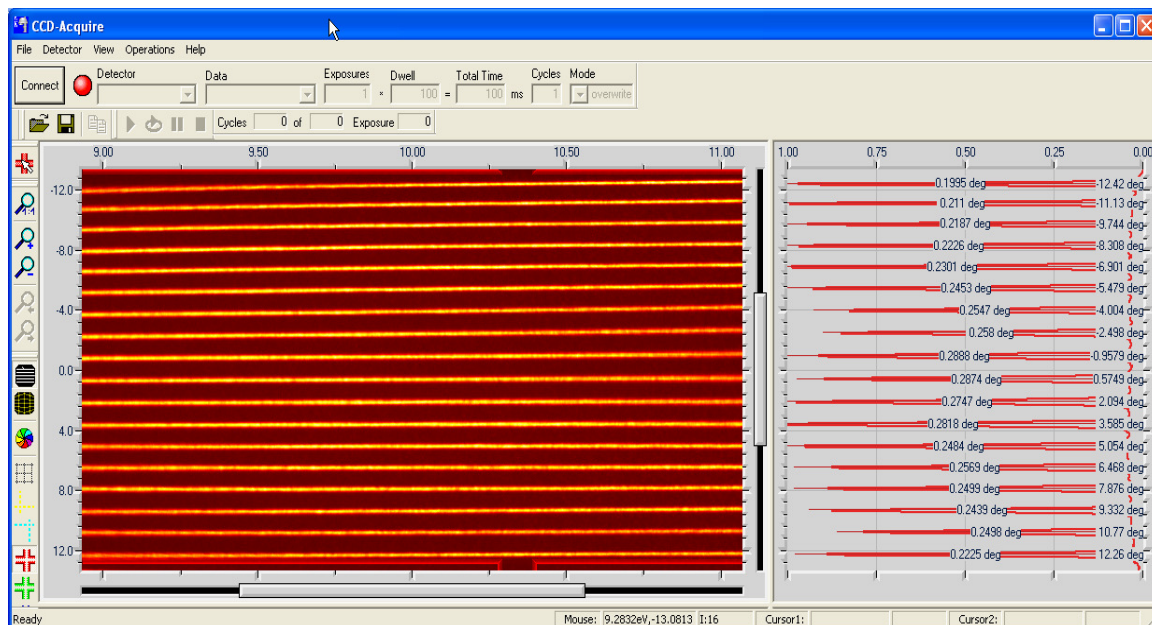 CCD-Acquire
File Detector View Operations Help
Connect Detector Data Exposures Dwell Total Time Cycles Mode
1 × 100 = 100 ms 1 overwrite
Cycles 0 of 0 Exposure 0
9.00 9.50 10.00 10.50 11.00 1.00 0.75 0.50 0.25 0.00
-12.0 0.1995 deg -12.42 deg
0.211 deg -11.13 deg
0.2187 deg -9.744 deg
-8.0 0.2226 deg -8.308 deg
0.2301 deg -6.901 deg
0.2453 deg -5.479 deg
-4.0 0.2547 deg -4.004 deg
0.258 deg -2.498 deg
0.0 0.2888 deg -0.9579 deg
0.2874 deg 0.5749 deg
0.2747 deg 2.094 deg
4.0 0.2818 deg 3.585 deg
0.2484 deg 5.054 deg
0.2569 deg 6.468 deg
8.0 0.2499 deg 7.876 deg
0.2439 deg 9.332 deg
0.2498 deg 10.77 deg
12.0 0.2225 deg 12.26 deg
Ready Mouse: 9.2832eV,-13.0813 I:16 Cursor1: Cursor2: